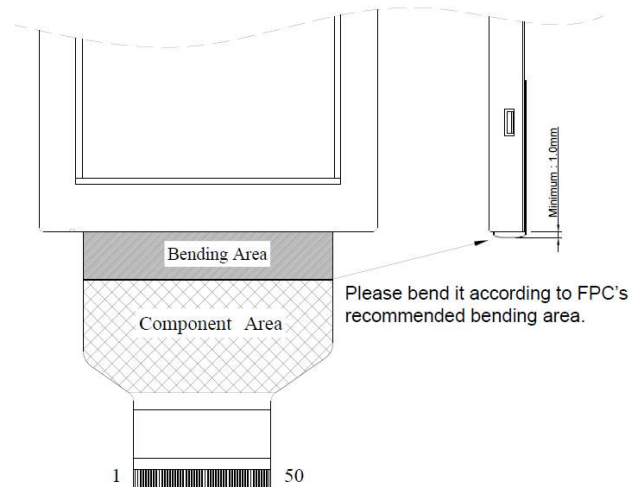 Minimum : 1.0mm
Bending Area
Please bend it according to FPC's
recommended bending area.
Component Area
1
50